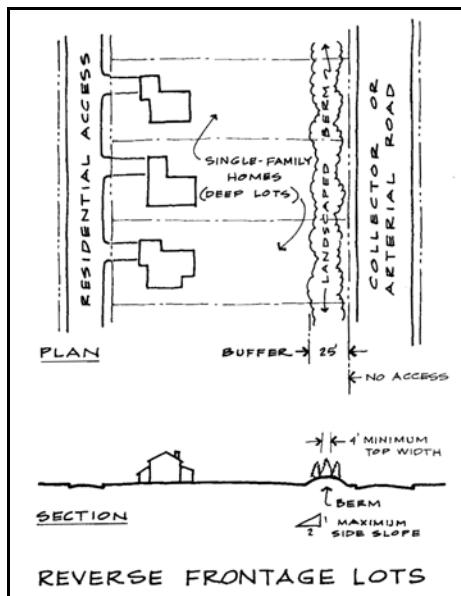 RESIDENTIAL ACCESS
SINGLE-FAMILY
HOMES
(DEEP LOTS)
LANDSCAPED BERM
COLLECTOR OR
ARTERIAL ROAD
PLAN
BUFFER
25'
NO ACCESS
4' MINIMUM
TOP WIDTH
BERM
SECTION
1
2
MAXIMUM
SIDE SLOPE
REVERSE FRONTAGE LOTS